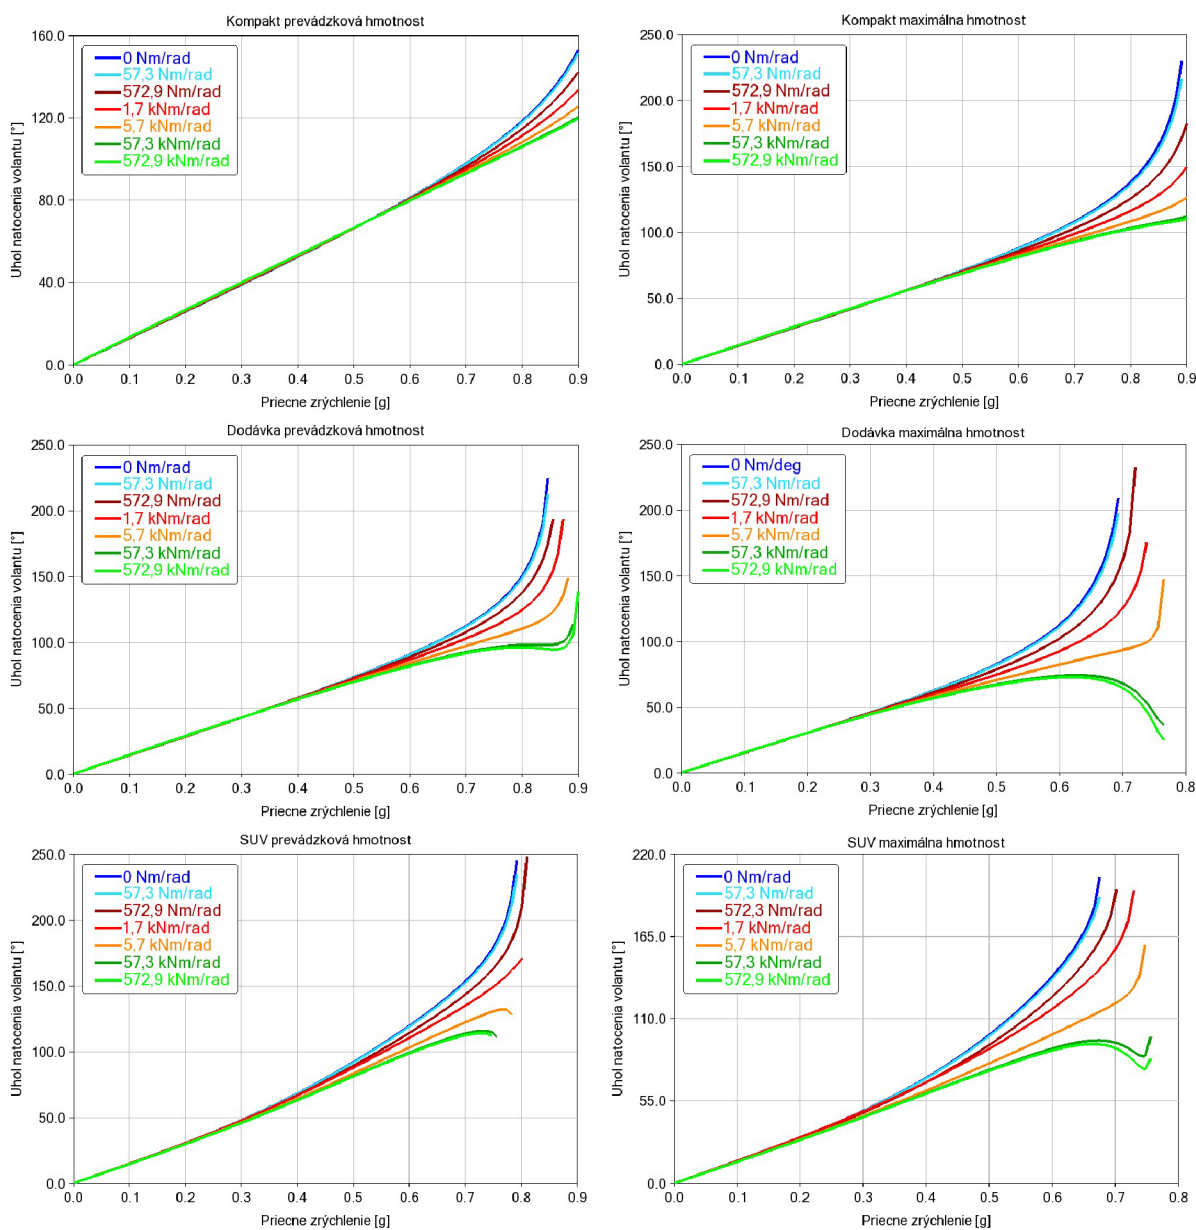 Kompakt prevádzková hmotnost
160.0
120.0
80.0
40.0
0.0
Uhol natocenia volantu [°]
0 Nm/rad
57,3 Nm/rad
572,9 Nm/rad
1,7 kNm/rad
5,7 kNm/rad
57,3 kNm/rad
572,9 kNm/rad
0.0 0.1 0.2 0.3 0.4 0.5 0.6 0.7 0.8 0.9
Priecne zrýchlenie [g]
Kompakt maximálna hmotnost
250.0
200.0
150.0
100.0
50.0
0.0
Uhol natocenia volantu [°]
0 Nm/rad
57,3 Nm/rad
572,9 Nm/rad
1,7 kNm/rad
5,7 kNm/rad
57,3 kNm/rad
572,9 kNm/rad
0.0 0.1 0.2 0.3 0.4 0.5 0.6 0.7 0.8 0.9
Priecne zrýchlenie [g]
Dodávka prevádzková hmotnost
250.0
200.0
150.0
100.0
50.0
0.0
Uhol natocenia volantu [°]
0 Nm/rad
57,3 Nm/rad
572,9 Nm/rad
1,7 kNm/rad
5,7 kNm/rad
57,3 kNm/rad
572,9 kNm/rad
0.0 0.1 0.2 0.3 0.4 0.5 0.6 0.7 0.8 0.9
Priecne zrýchlenie [g]
Dodávka maximálna hmotnost
250.0
200.0
150.0
100.0
50.0
0.0
Uhol natocenia volantu [°]
0 Nm/deg
57,3 Nm/rad
572,9 Nm/rad
1,7 kNm/rad
5,7 kNm/rad
57,3 kNm/rad
572,9 kNm/rad
0.0 0.1 0.2 0.3 0.4 0.5 0.6 0.7 0.8
Priecne zrýchlenie [g]
SUV prevádzková hmotnost
250.0
200.0
150.0
100.0
50.0
0.0
Uhol natocenia volantu [°]
0 Nm/rad
57,3 Nm/rad
572,9 Nm/rad
1,7 kNm/rad
5,7 kNm/rad
57,3 kNm/rad
572,9 kNm/rad
0.0 0.1 0.2 0.3 0.4 0.5 0.6 0.7 0.8 0.9
Priecne zrýchlenie [g]
SUV maximálna hmotnost
220.0
165.0
110.0
55.0
0.0
Uhol natocenia volantu [°]
0 Nm/rad
57,3 Nm/rad
572,3 Nm/rad
1,7 kNm/rad
5,7 kNm/rad
57,3 kNm/rad
572,9 kNm/rad
0.0 0.1 0.2 0.3 0.4 0.5 0.6 0.7 0.8
Priecne zrýchlenie [g]